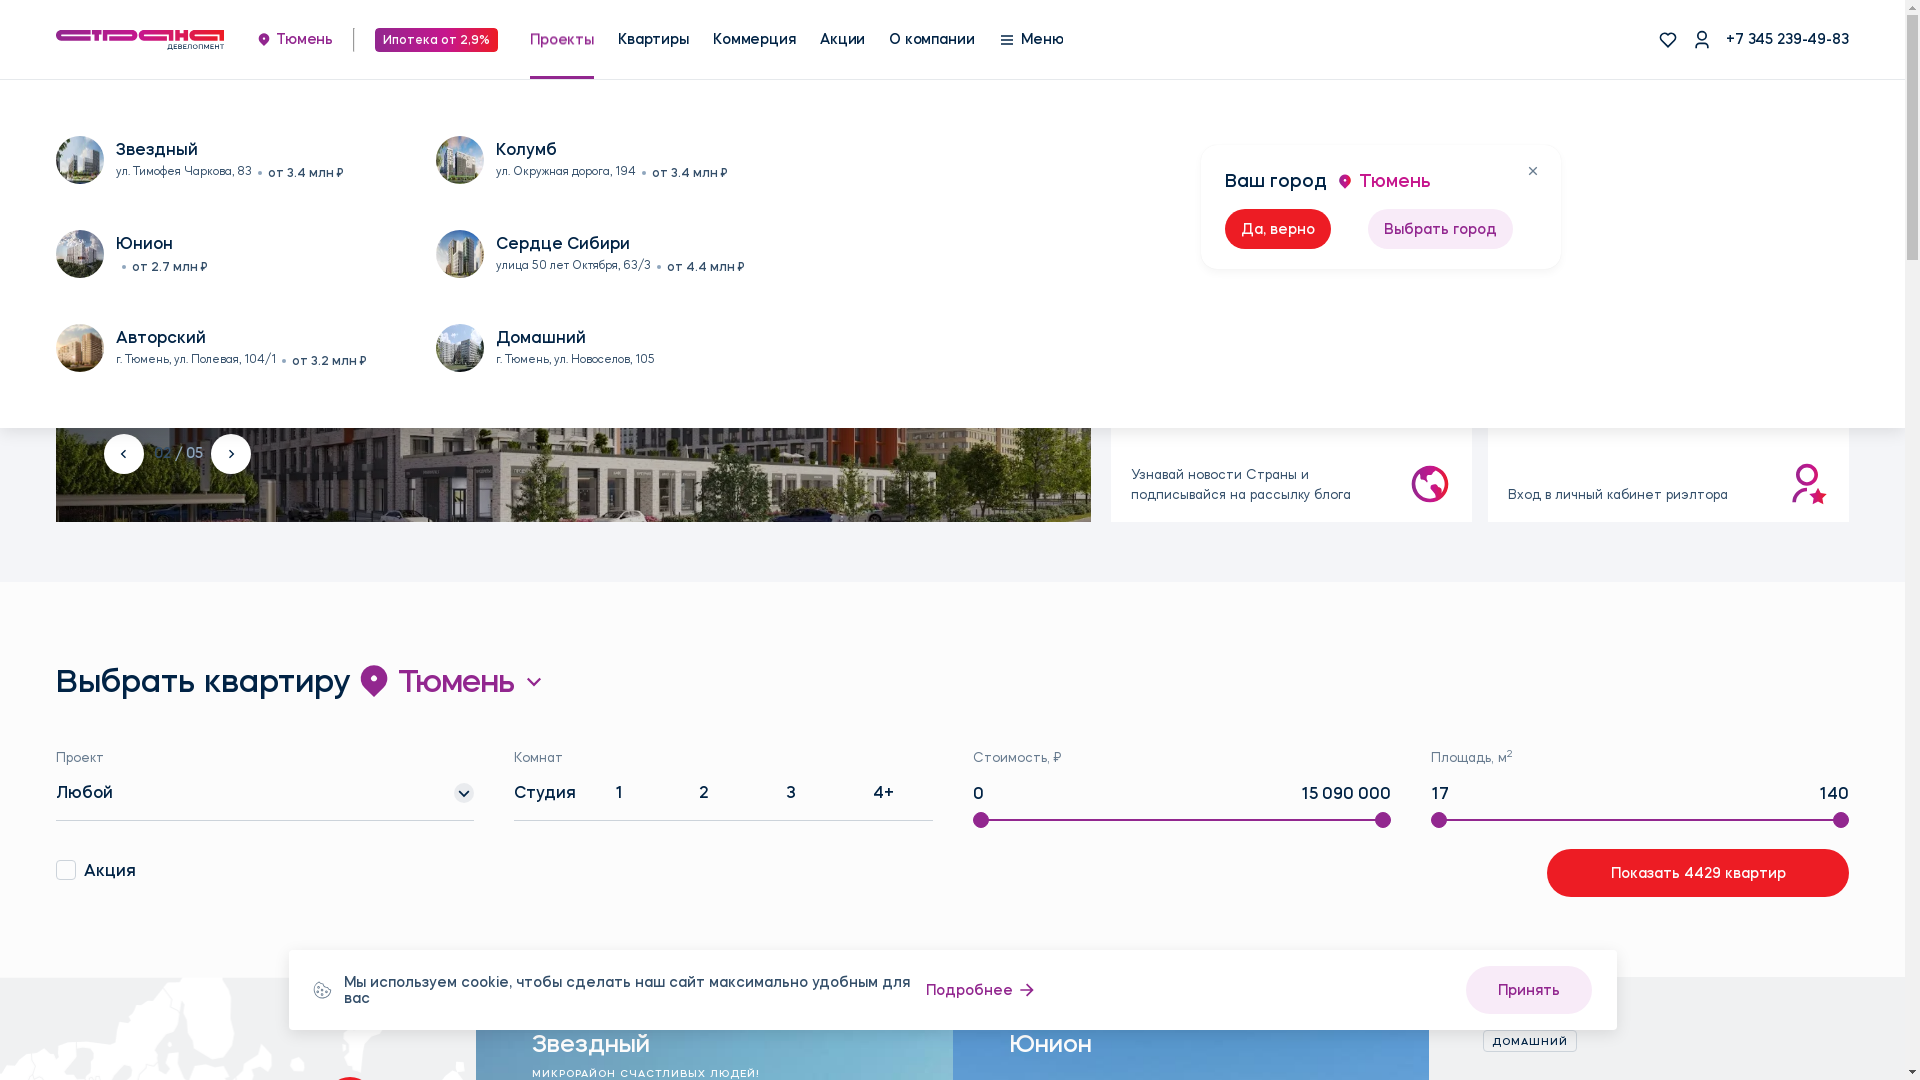 СТРАНА
ДЕВЕЛОПМЕНТ
Тюмень
Ипотека от 2,9%
Проекты
Квартиры
Коммерция
Акции
О компании
Меню
+7 345 239-49-83
Звездный
ул. Тимофея Чаркова, 83 • от 3.4 млн ₽
Колумб
ул. Окружная дорога, 194 • от 3.4 млн ₽
Юнион
• от 2.7 млн ₽
Сердце Сибири
улица 50 лет Октября, 63/3 • от 4.4 млн ₽
Авторский
г. Тюмень, ул. Полевая, 104/1 • от 3.2 млн ₽
Домашний
г. Тюмень, ул. Новоселов, 105
Ваш город Тюмень
Да, верно
Выбрать город
02 / 05
Узнавай новости Страны и
подписывайся на рассылку блога
Вход в личный кабинет риэлтора
Выбрать квартиру Тюмень
Проект
Любой
Комнат
Студия 1 2 3 4+
Стоимость, ₽
0 15 090 000
Площадь, м²
17 140
Акция
Показать 4429 квартир
Мы используем cookie, чтобы сделать наш сайт максимально удобным для
вас
Подробнее
Принять
Звездный
МИКРОРАЙОН СЧАСТЛИВЫХ ЛЮДЕЙ!
Юнион
ДОМАШНИЙ